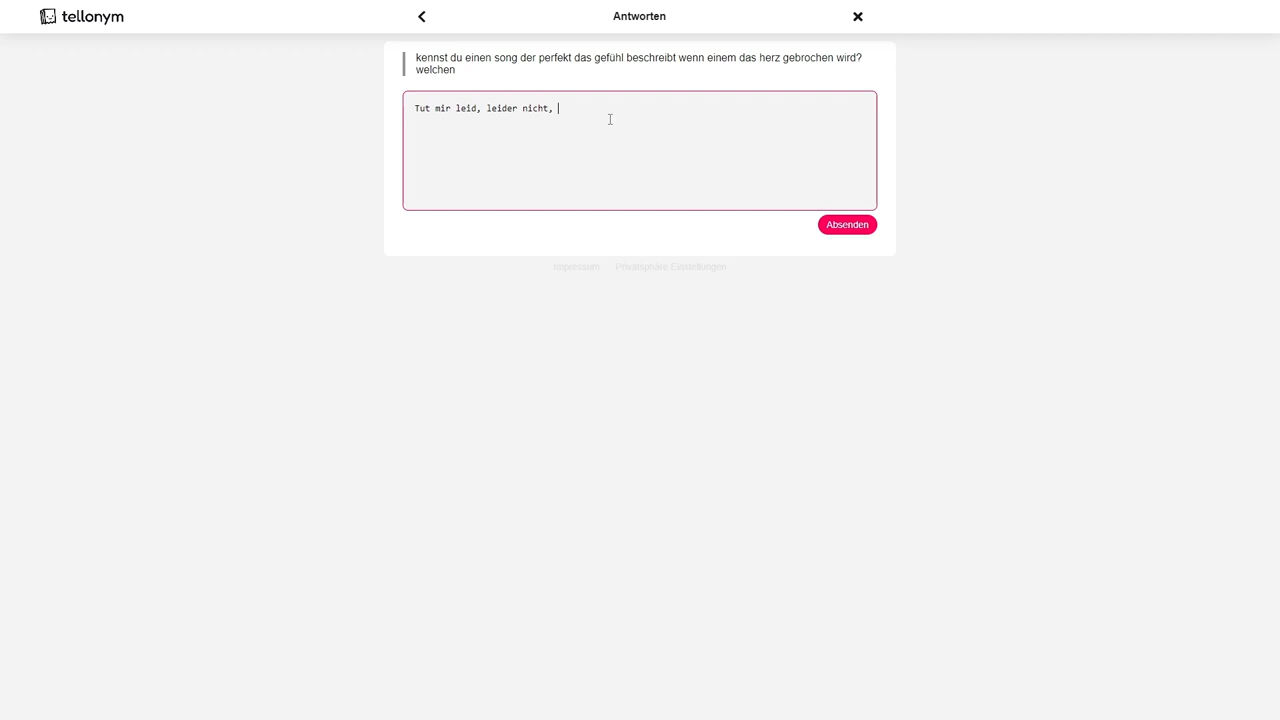 tellonym
Antworten
kennst du einen song der perfekt das gefühl beschreibt wenn einem das herz gebrochen wird?
welchen
Tut mir leid, leider nicht,
Absenden
Impressum Privatsphäre Einstellungen